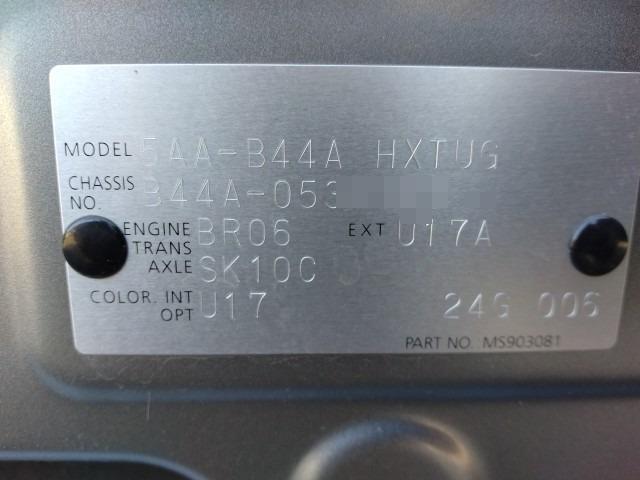 MODEL 5AA-B44A HXTUG
CHASSIS NO. B44A-053
ENGINE BR06 EXT U17A
TRANS
AXLE SK10C
COLOR. INT U17
OPT 24G 006
PART NO. MS903081